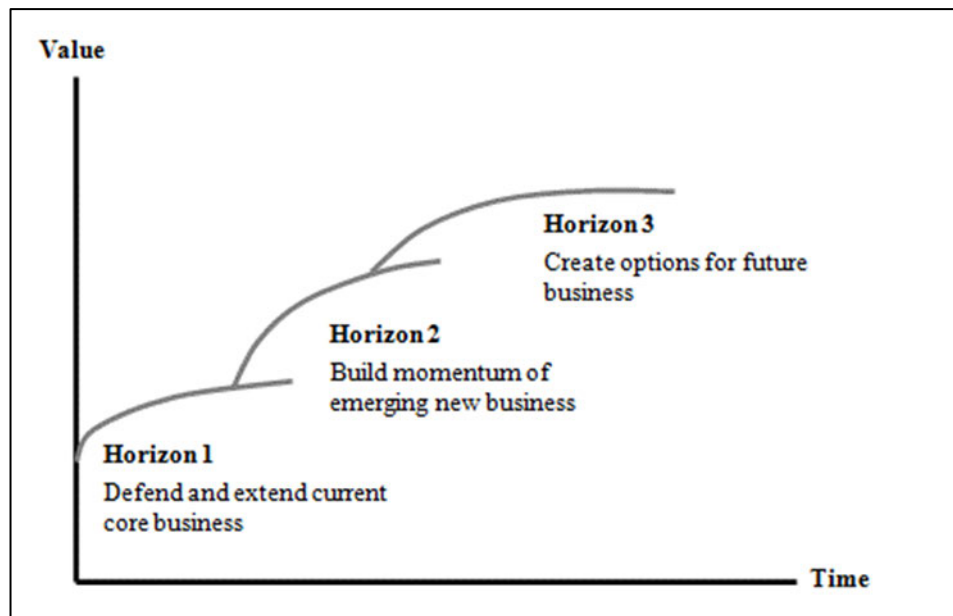 Value
Horizon 3
Create options for future
business
Horizon 2
Build momentum of
emerging new business
Horizon 1
Defend and extend current
core business
Time